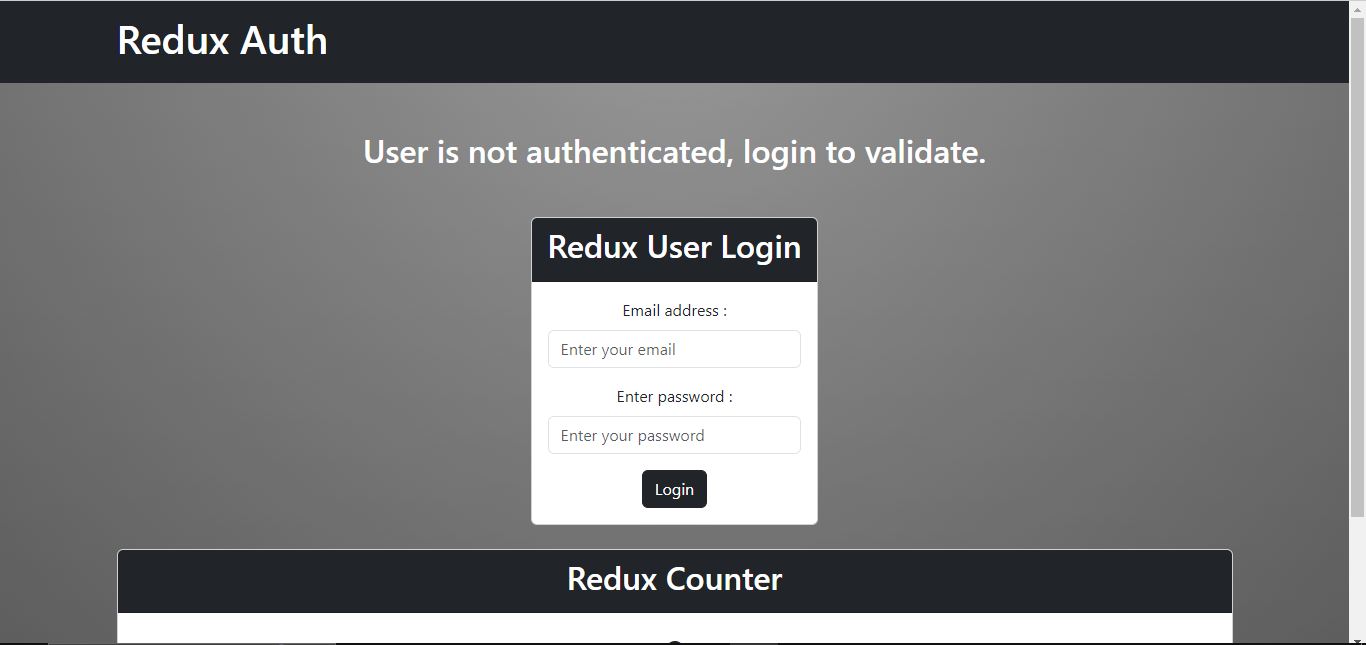 Redux Auth
User is not authenticated, login to validate.
Redux User Login
Email address :
Enter your email
Enter password :
Enter your password
Login
Redux Counter